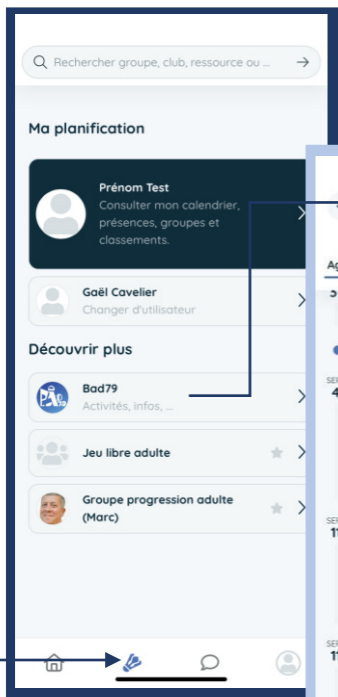 Rechercher groupe, club, ressource ou ...
Ma planification
Prénom Test
Consulter mon calendrier,
présences, groupes et
classements.
Gaël Cavelier
Changer d'utilisateur
Découvrir plus
Bad79
Activités, infos, ...
Jeu libre adulte
Groupe progression adulte
(Marc)